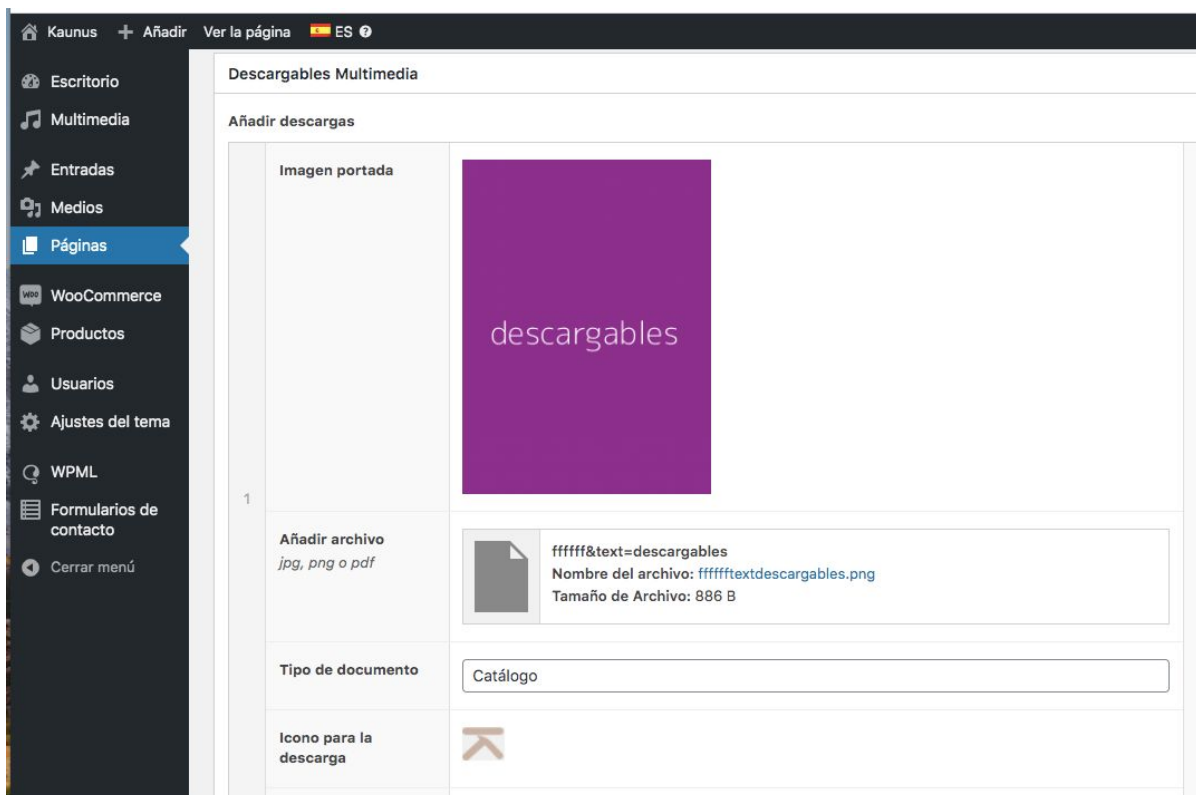 Kaunus + Añadir Ver la página ES
Escritorio
Multimedia
Entradas
Medios
Páginas
WooCommerce
Productos
Usuarios
Ajustes del tema
WPML
Formularios de
contacto
Cerrar menú
Descargables Multimedia
Añadir descargas
1
Imagen portada
descargables
Añadir archivo
jpg, png o pdf
ffffff&text=descargables
Nombre del archivo: fffffftextdescargables.png
Tamaño de Archivo: 886 B
Tipo de documento
Catálogo
Icono para la
descarga